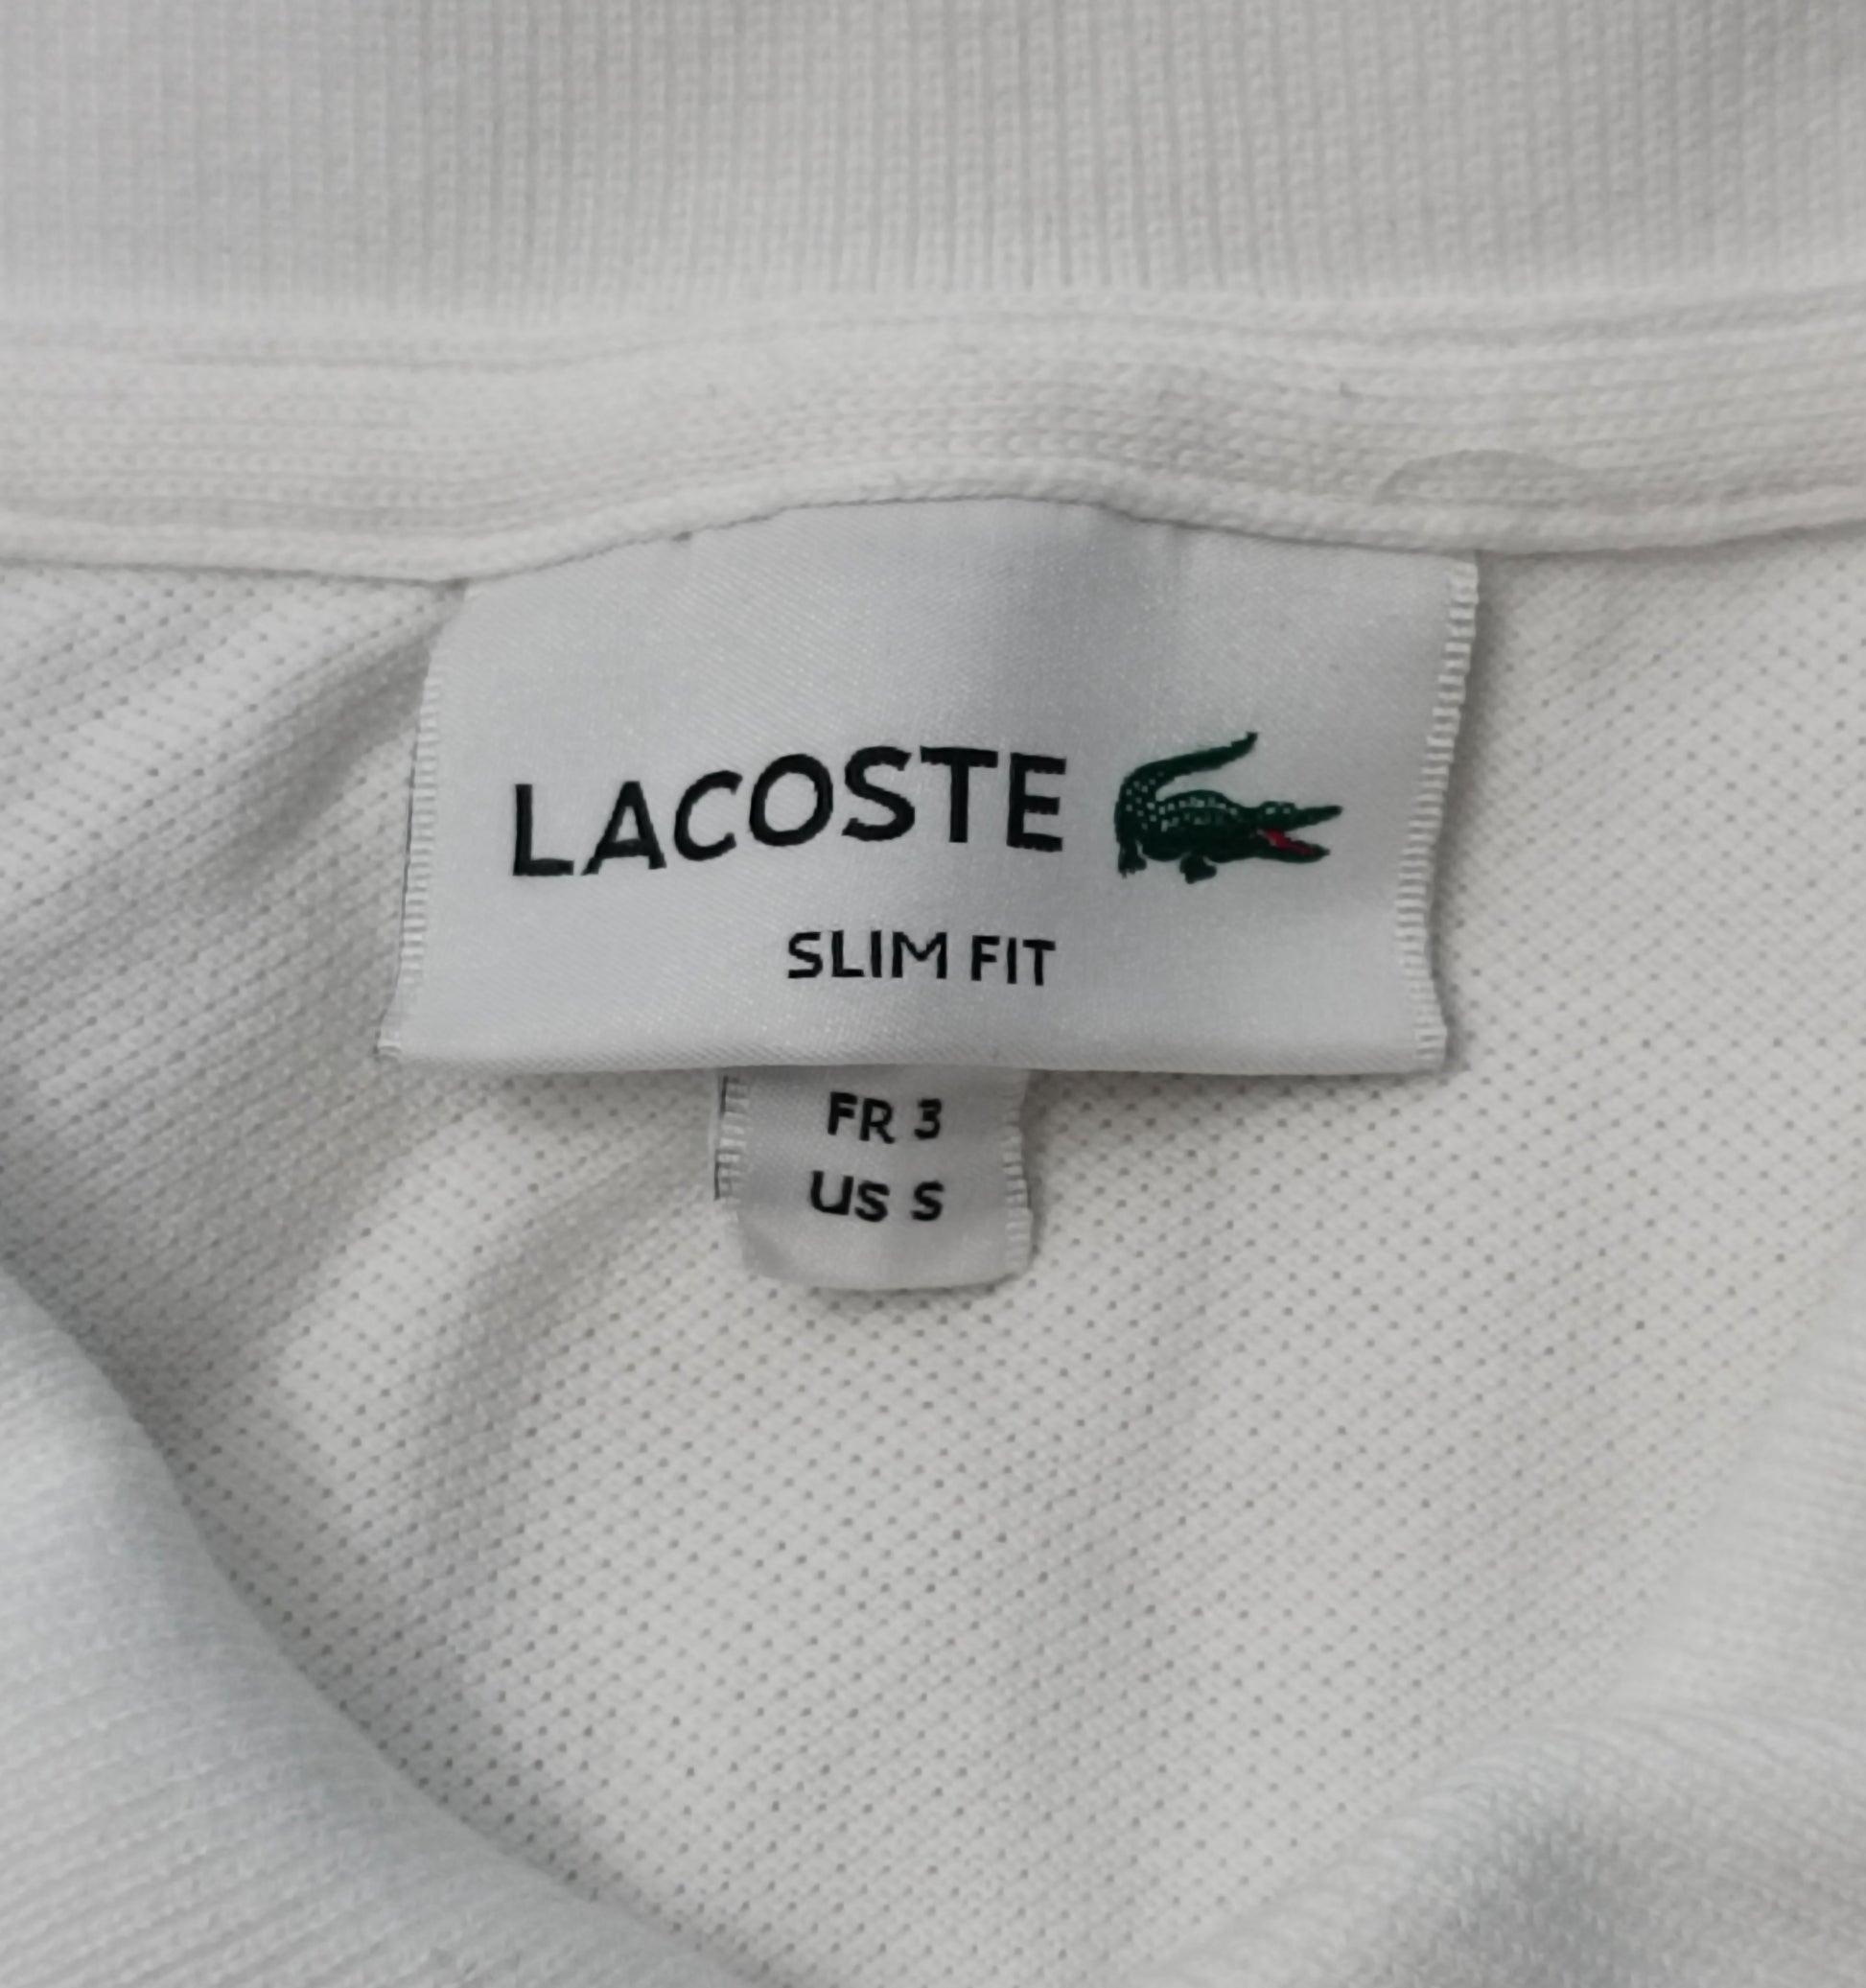 LACOSTE
SLIM FIT
FR 3
US S